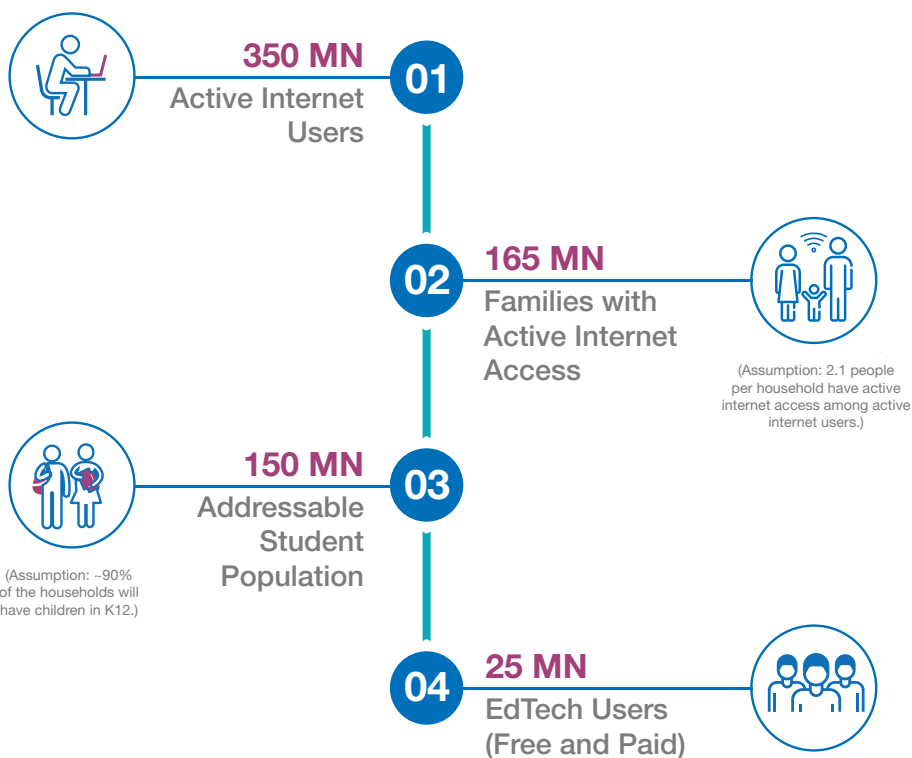 350 MN
Active Internet
Users
01
02
165 MN
Families with
Active Internet
Access
(Assumption: 2.1 people
per household have active
internet access among active
internet users.)
150 MN
Addressable
Student
Population
03
(Assumption: ~90%
of the households will
have children in K12.)
04
25 MN
EdTech Users
(Free and Paid)